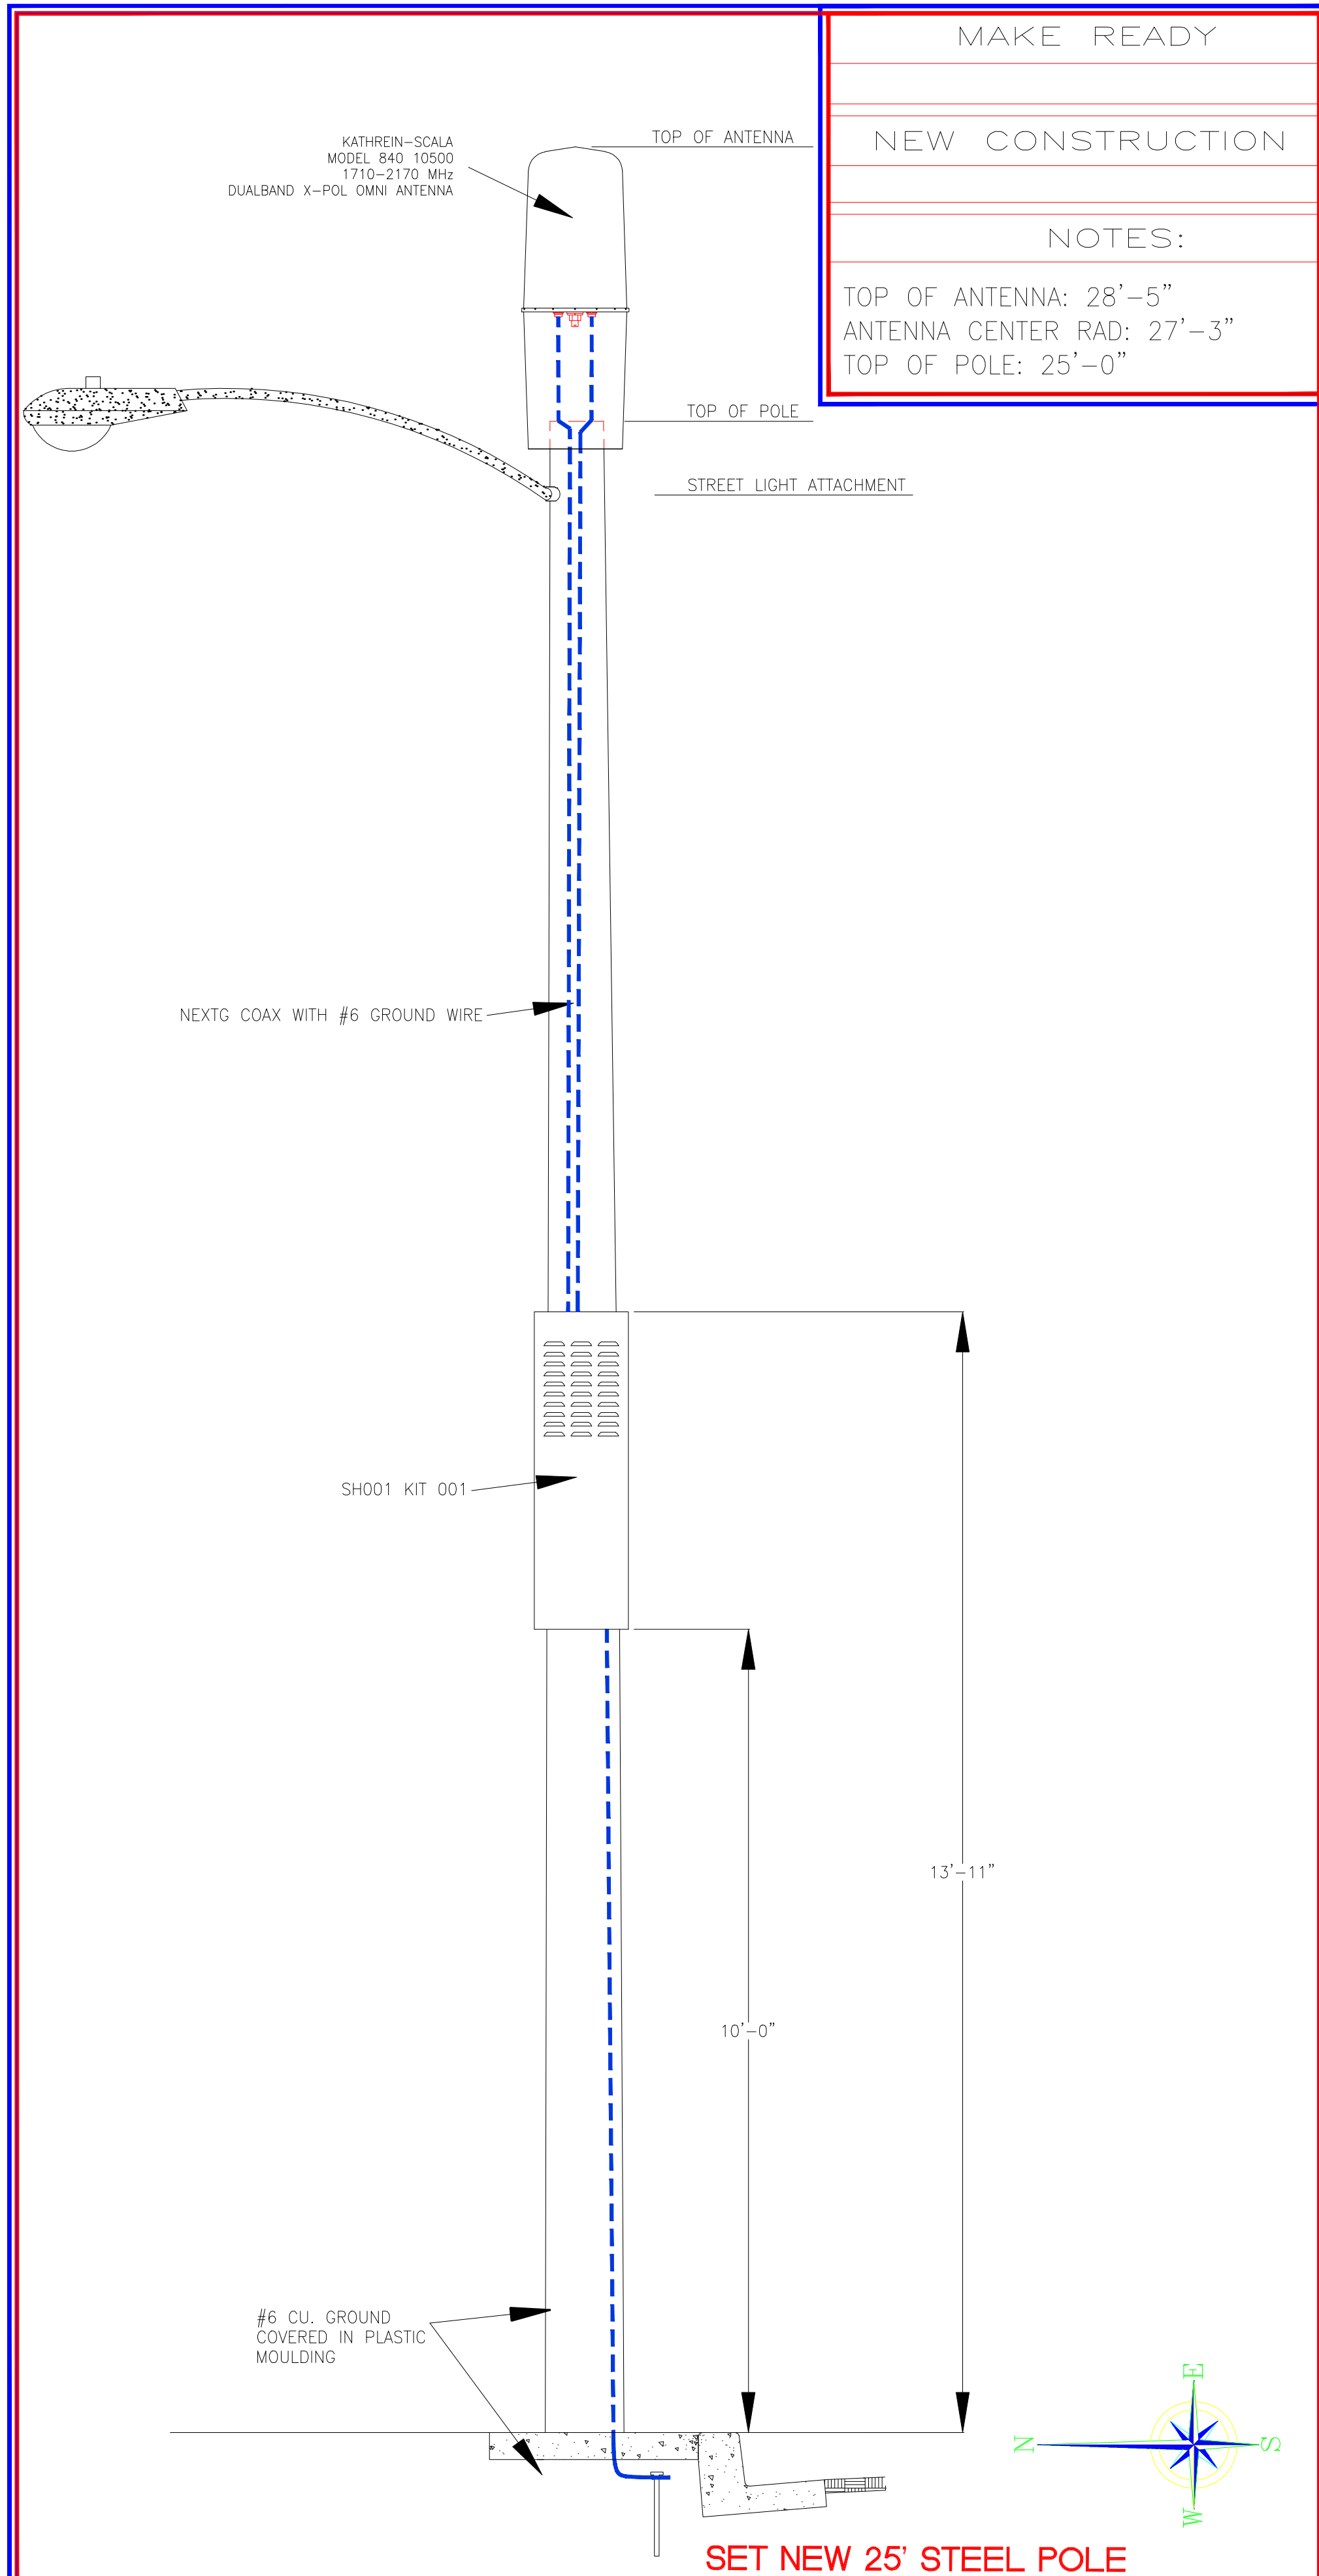 MAKE READY
NEW CONSTRUCTION
NOTES:
TOP OF ANTENNA: 28'-5"
ANTENNA CENTER RAD: 27'-3"
TOP OF POLE: 25'-0"
KATHREIN-SCALA
MODEL 840 10500
1710-2170 MHz
DUALBAND X-POL OMNI ANTENNA
TOP OF ANTENNA
TOP OF POLE
STREET LIGHT ATTACHMENT
NEXTG COAX WITH #6 GROUND WIRE
SH001 KIT 001
13'-11"
10'-0"
#6 CU. GROUND
COVERED IN PLASTIC
MOULDING
E
N
S
W
SET NEW 25' STEEL POLE